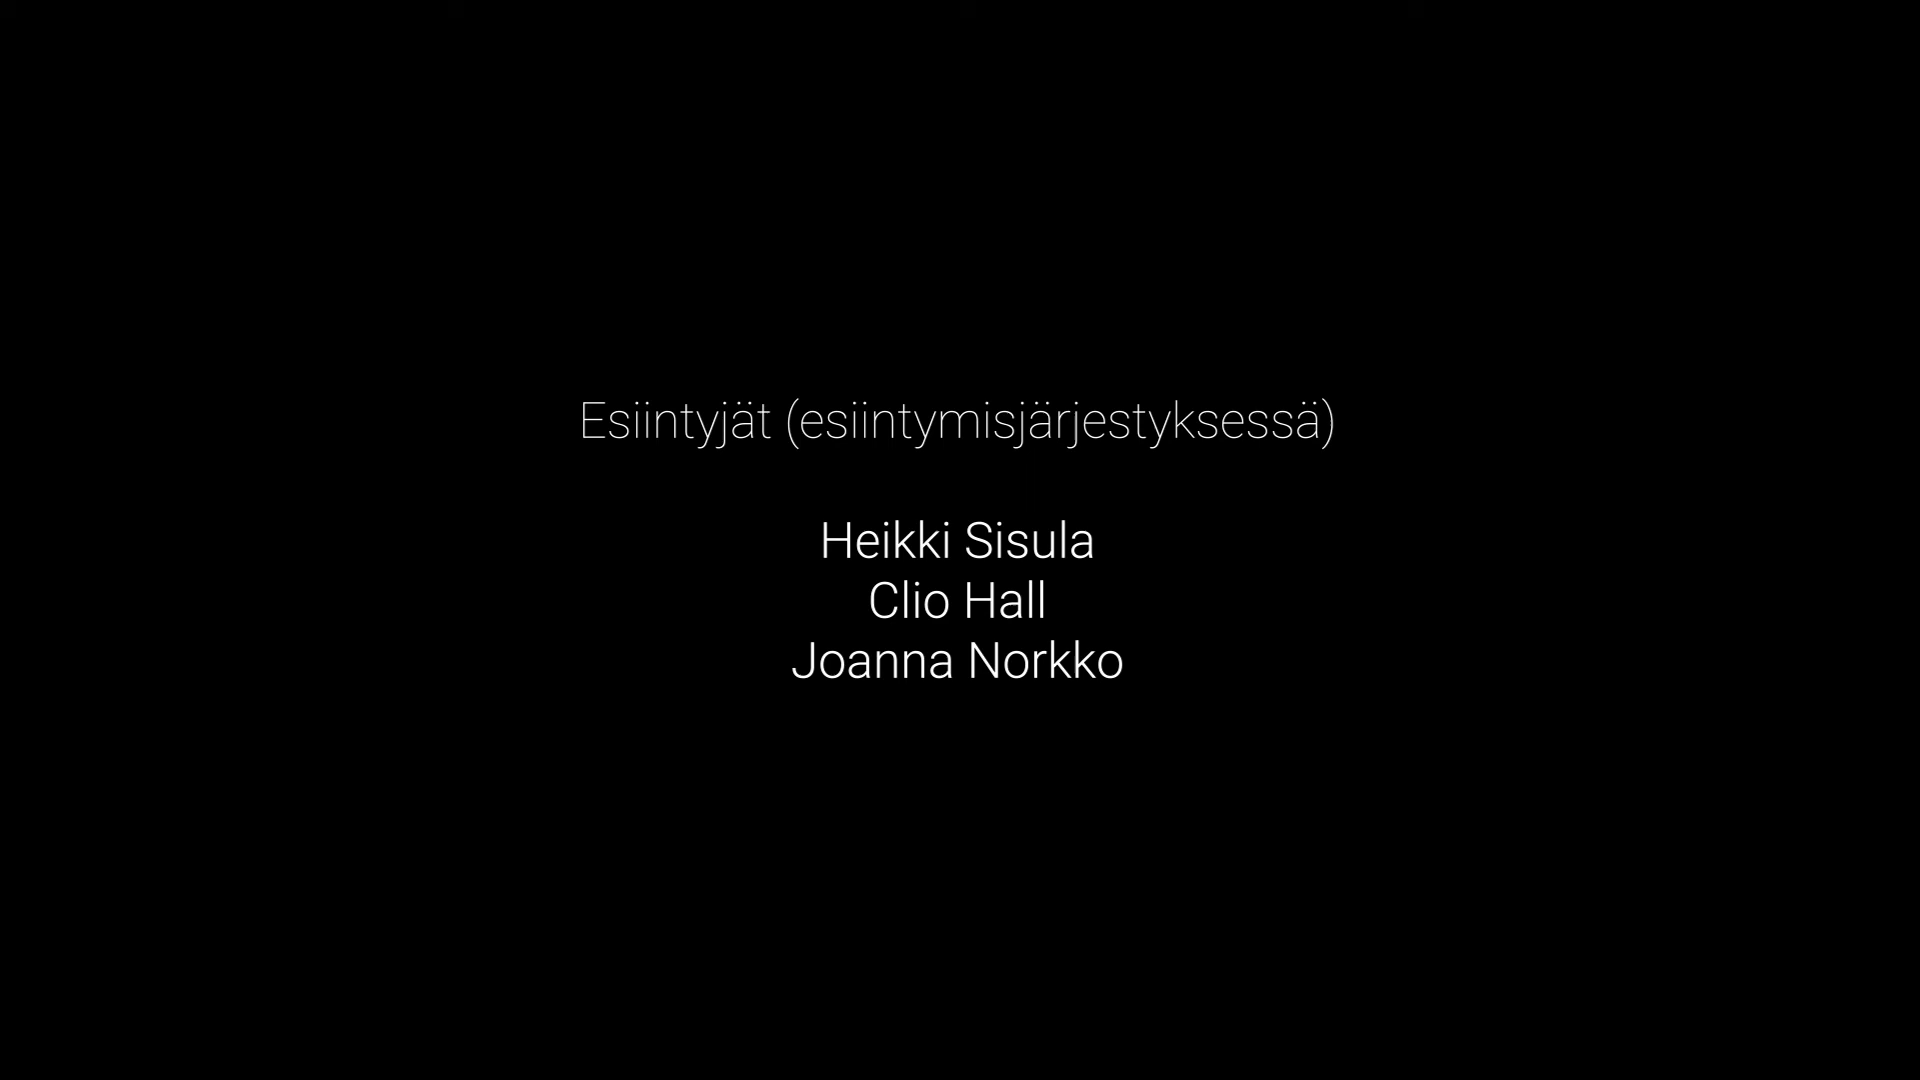 Esiintyjät (esiintymisjärjestyksessä)
Heikki Sisula
Clio Hall
Joanna Norkko